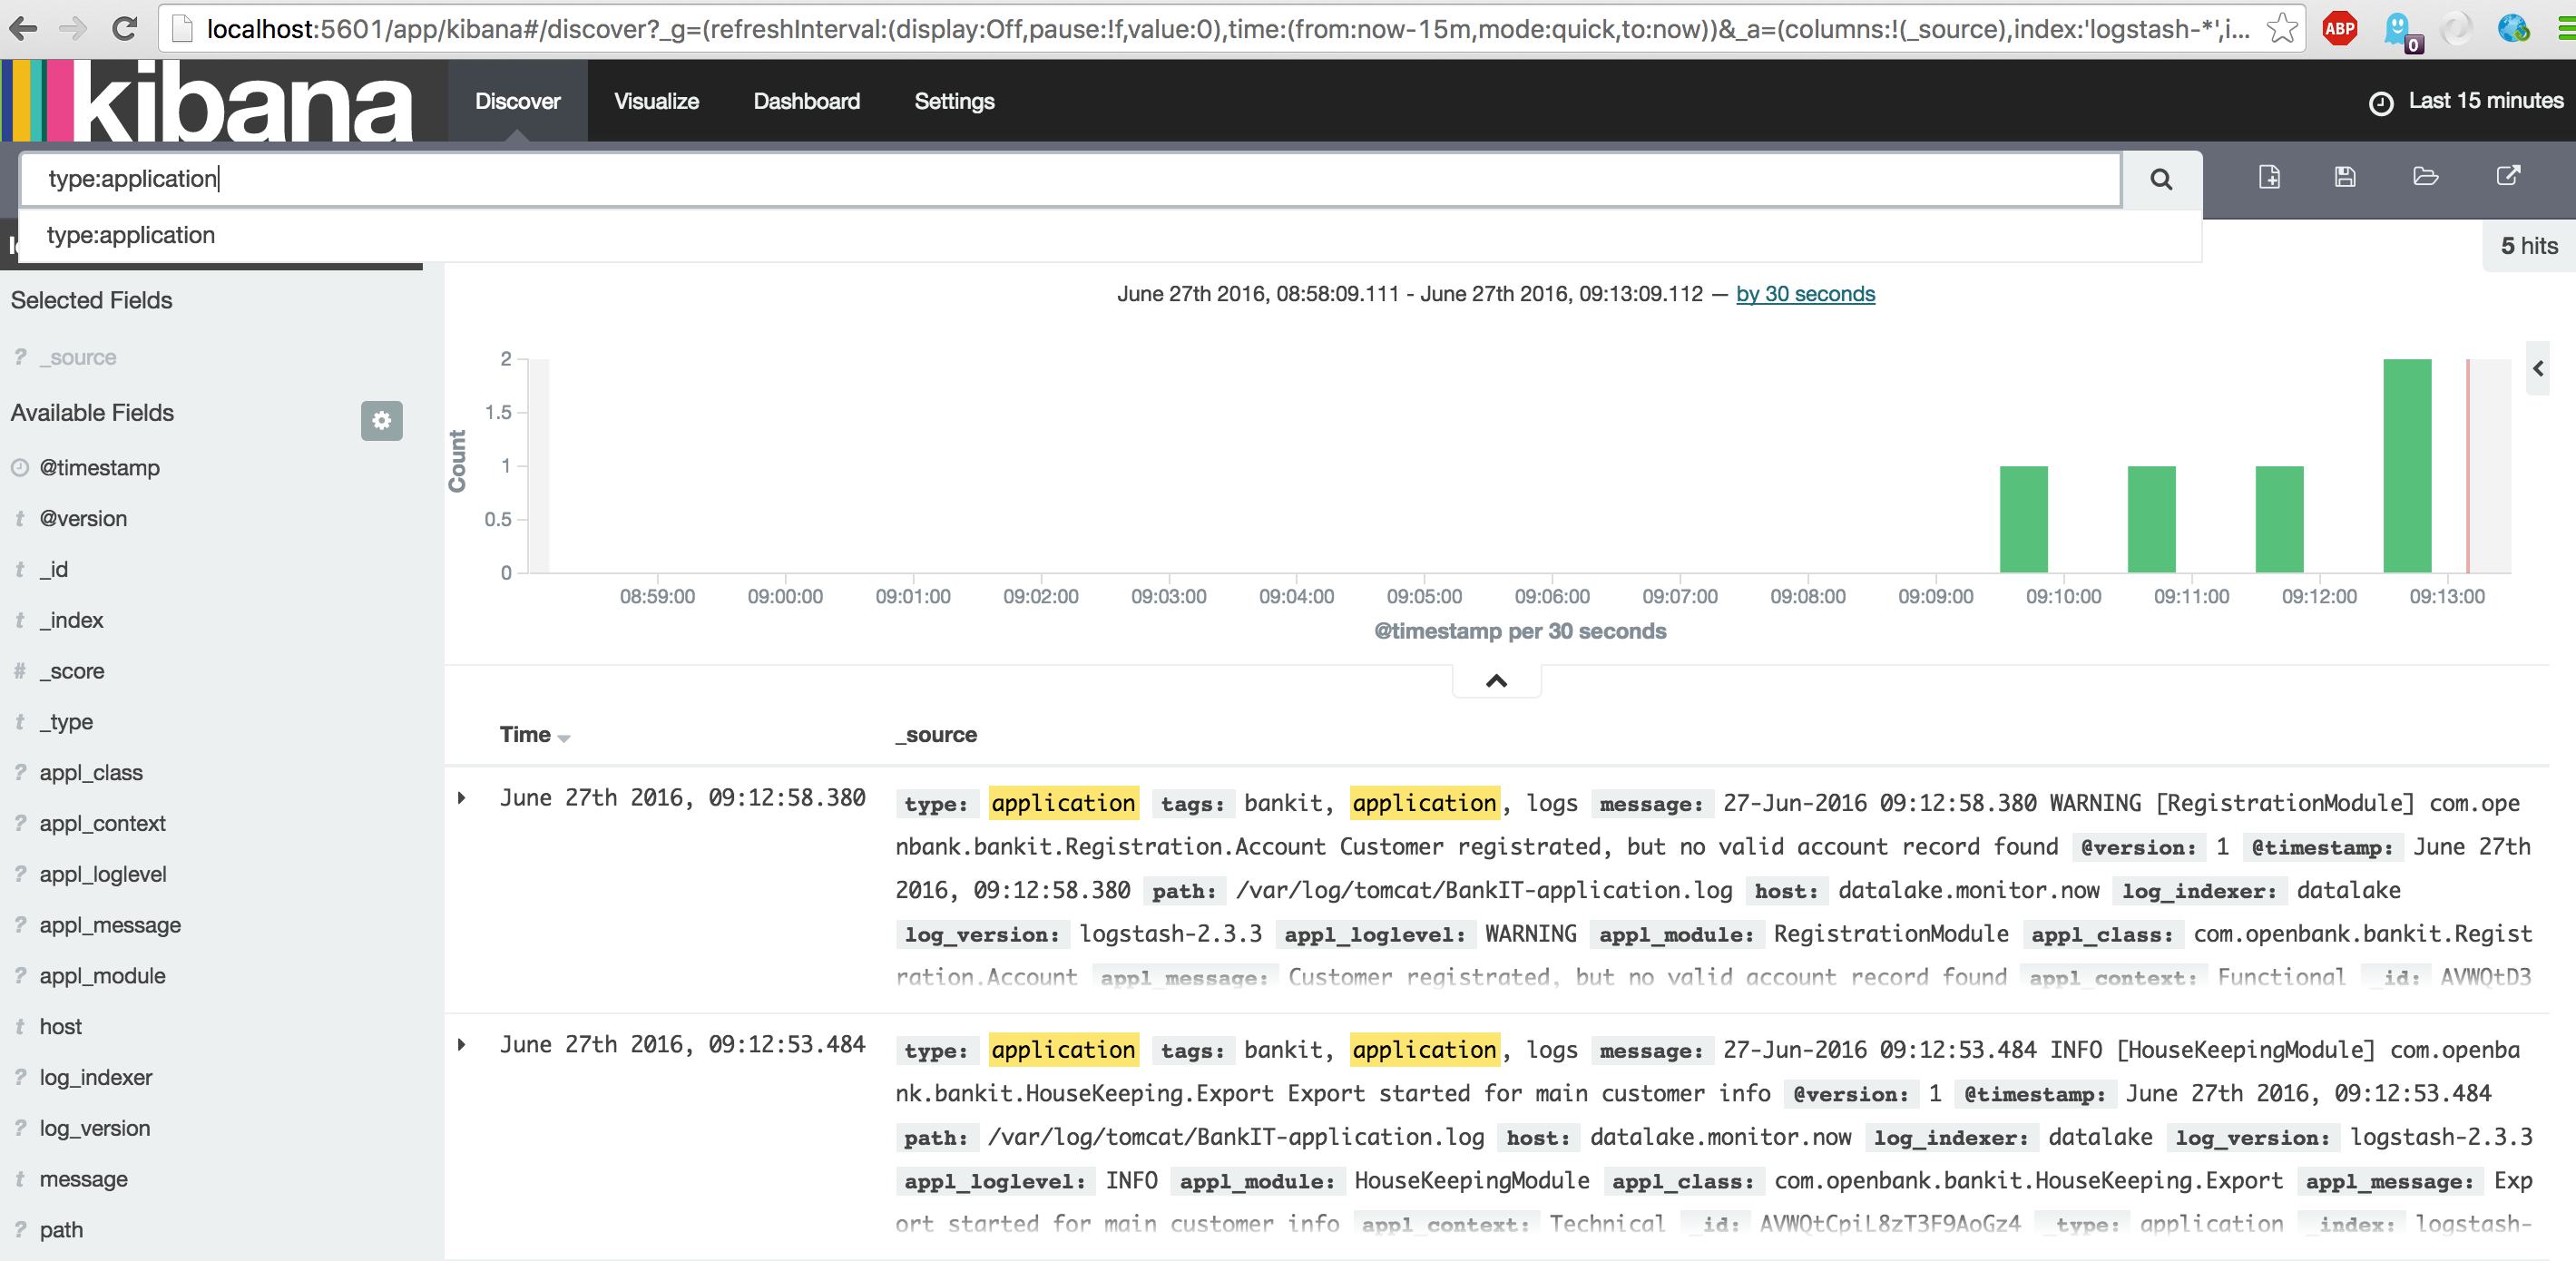 localhost:5601/app/kibana#/discover?_g=(refreshInterval:(display:Off,pause:!f,value:0),time:(from:now-15m,mode:quick,to:now))&_a=(columns:!(_source),index:'logstash-*',i...
ABP
0
kibana
Discover
Visualize
Dashboard
Settings
Last 15 minutes
type:application
type:application
5 hits
Selected Fields
? _source
Available Fields
@timestamp
t @version
t _id
t _index
# _score
t _type
? appl_class
? appl_context
? appl_loglevel
? appl_message
? appl_module
t host
? log_indexer
? log_version
t message
? path
June 27th 2016, 08:58:09.111 - June 27th 2016, 09:13:09.112 — by 30 seconds
Count
2
1.5
1
0.5
0
08:59:00 09:00:00 09:01:00 09:02:00 09:03:00 09:04:00 09:05:00 09:06:00 09:07:00 09:08:00 09:09:00 09:10:00 09:11:00 09:12:00 09:13:00
@timestamp per 30 seconds
Time _source
June 27th 2016, 09:12:58.380 type: application tags: bankit, application, logs message: 27-Jun-2016 09:12:58.380 WARNING [RegistrationModule] com.ope
nbank.bankit.Registration.Account Customer registrated, but no valid account record found @version: 1 @timestamp: June 27th
2016, 09:12:58.380 path: /var/log/tomcat/BankIT-application.log host: datalake.monitor.now log_indexer: datalake
log_version: logstash-2.3.3 appl_loglevel: WARNING appl_module: RegistrationModule appl_class: com.openbank.bankit.Regist
ration.Account appl_message: Customer registrated, but no valid account record found appl_context: Functional _id: AVWQtD3
June 27th 2016, 09:12:53.484 type: application tags: bankit, application, logs message: 27-Jun-2016 09:12:53.484 INFO [HouseKeepingModule] com.openba
nk.bankit.HouseKeeping.Export Export started for main customer info @version: 1 @timestamp: June 27th 2016, 09:12:53.484
path: /var/log/tomcat/BankIT-application.log host: datalake.monitor.now log_indexer: datalake log_version: logstash-2.3.3
appl_loglevel: INFO appl_module: HouseKeepingModule appl_class: com.openbank.bankit.HouseKeeping.Export appl_message: Exp
ort started for main customer info appl_context: Technical _id: AVWQtCpiL8zT3F9AoGz4 _type: application _index: logstash-